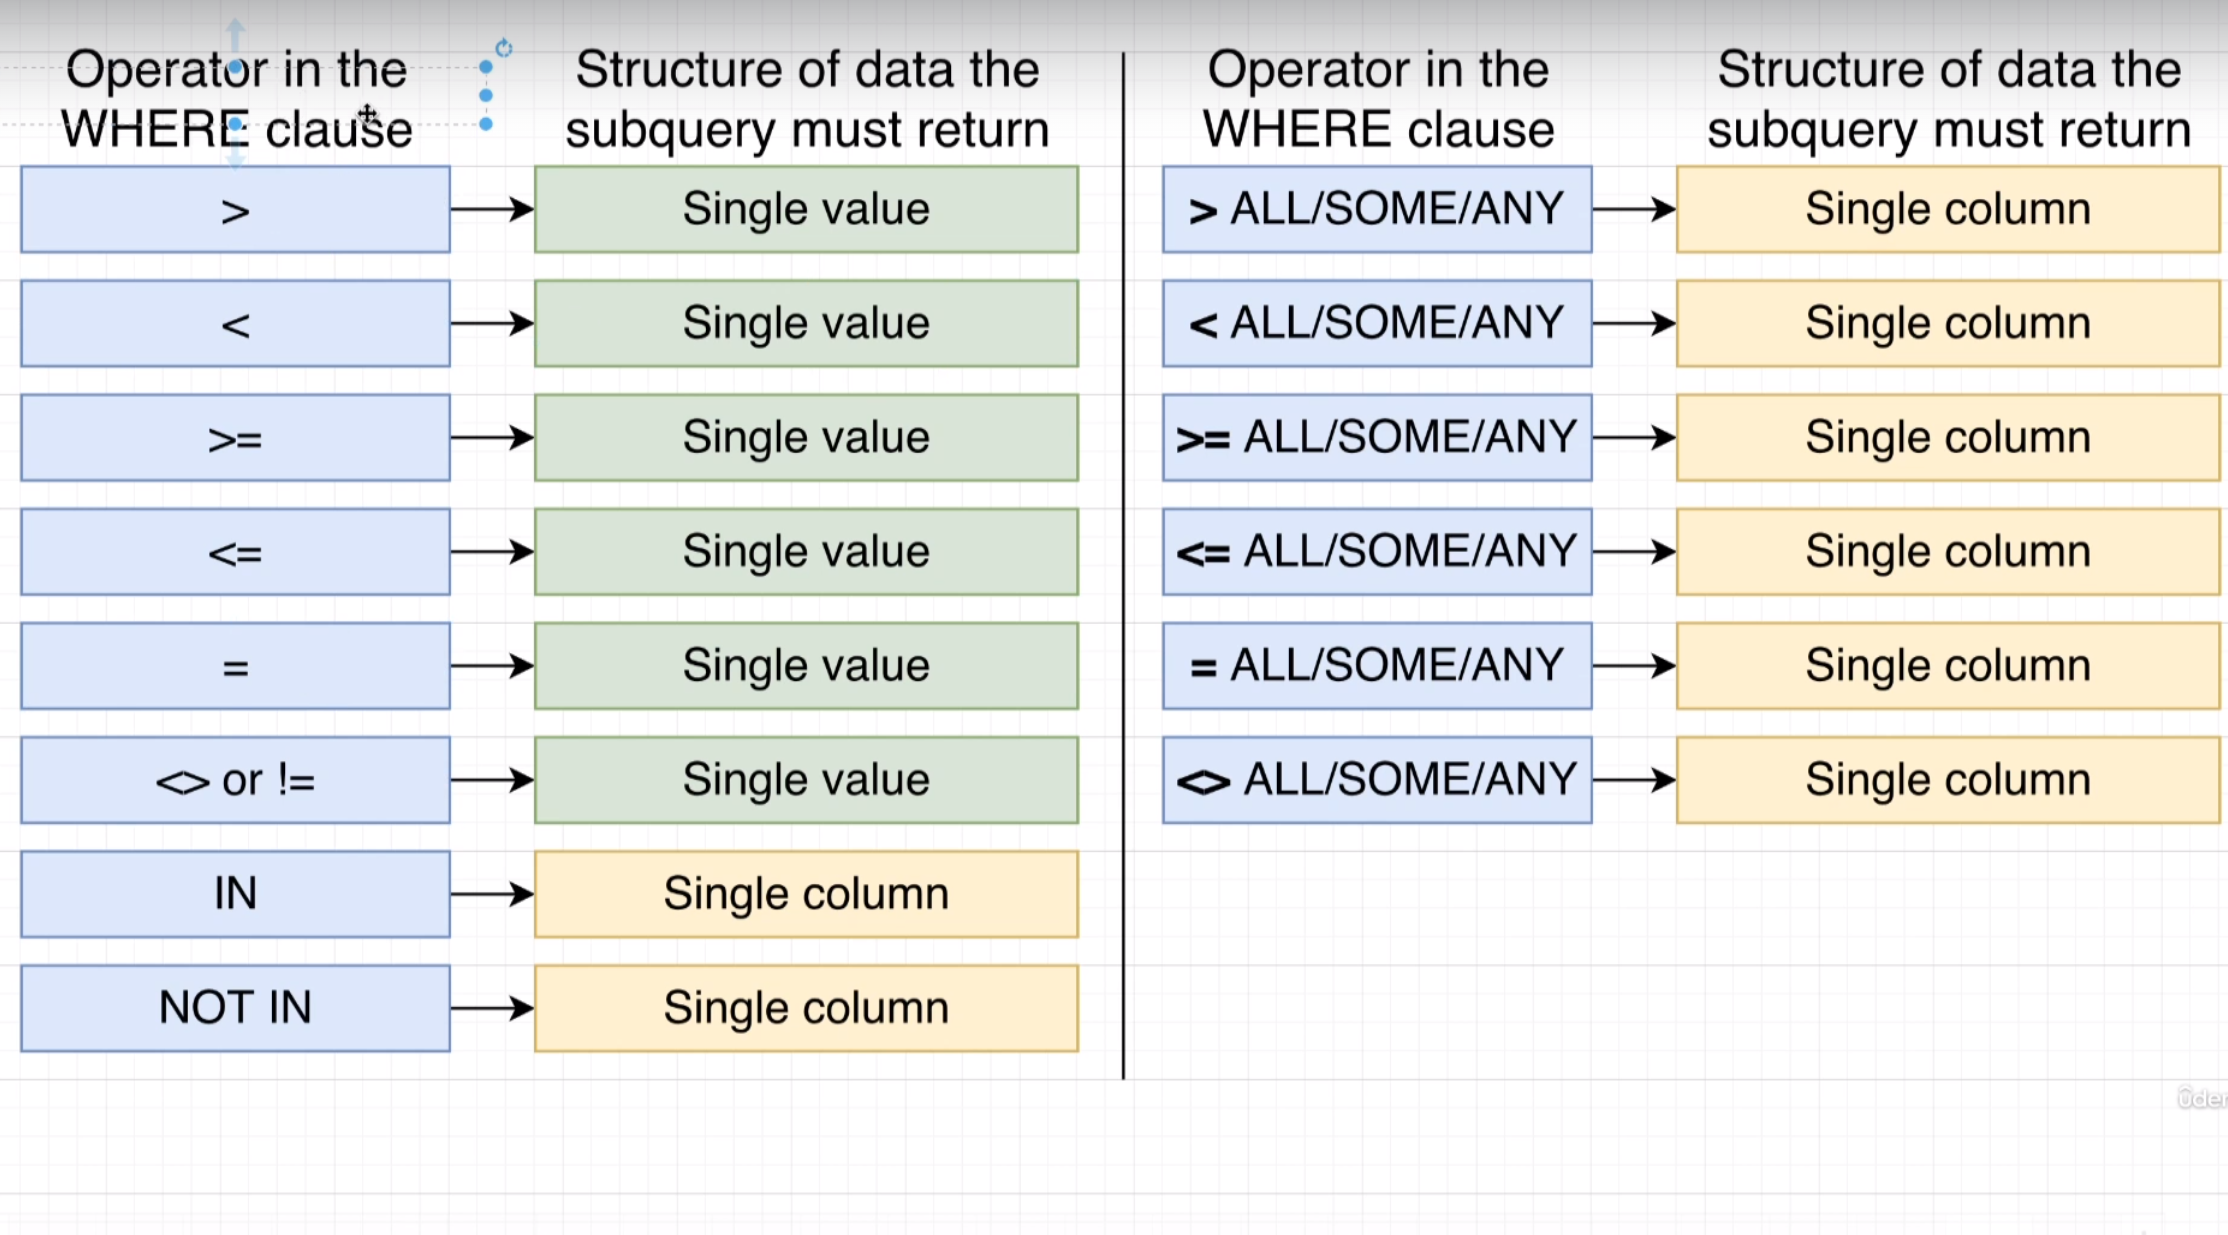 Operator in the
WHERE clause
Structure of data the
subquery must return
> Single value
< Single value
>= Single value
<= Single value
= Single value
<> or != Single value
IN Single column
NOT IN Single column
Operator in the
WHERE clause
Structure of data the
subquery must return
> ALL/SOME/ANY Single column
< ALL/SOME/ANY Single column
>= ALL/SOME/ANY Single column
<= ALL/SOME/ANY Single column
= ALL/SOME/ANY Single column
<> ALL/SOME/ANY Single column